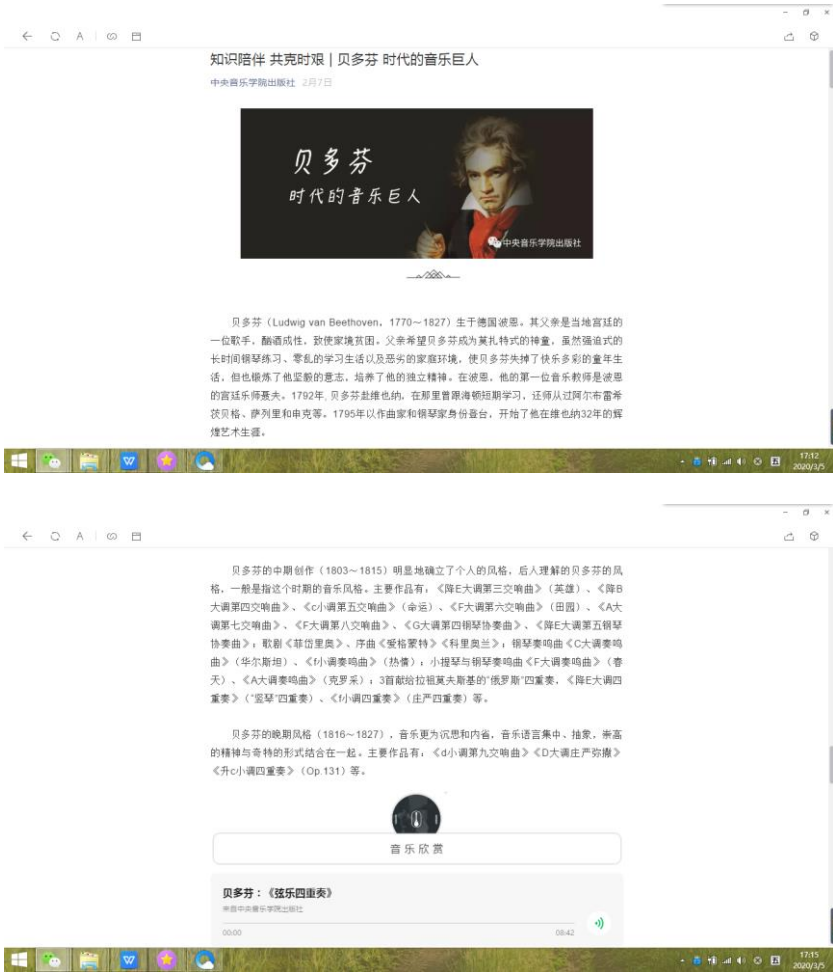 知识陪伴 共克时艰 | 贝多芬 时代的音乐巨人
中央音乐学院出版社 2月7日
贝多芬
时代的音乐巨人
中央音乐学院出版社
贝多芬（Ludwig van Beethoven，1770～1827）生于德国波恩。其父亲是当地宫廷的
一位歌手，酗酒成性，致使家境贫困。父亲希望贝多芬成为莫扎特式的神童，虽然强迫式的
长时间钢琴练习、零乱的学习生活以及恶劣的家庭环境，使贝多芬失掉了快乐多彩的童年生
活，但也锻炼了他坚毅的意志，培养了他的独立精神。在波恩，他的第一位音乐教师是波恩
的宫廷乐师聂夫。1792年，贝多芬赴维也纳，在那里曾跟海顿短期学习，还师从过阿尔布雷希
茨贝格、萨列里和申克等。1795年以作曲家和钢琴家身份登台，开始了他在维也纳32年的辉
煌艺术生涯。
17:12
2020/3/5
贝多芬的中期创作（1803～1815）明显地确立了个人的风格，后人理解的贝多芬的风
格，一般是指这个时期的音乐风格。主要作品有：《降E大调第三交响曲》（英雄）、《降B
大调第四交响曲》、《c小调第五交响曲》（命运）、《F大调第六交响曲》（田园）、《A大
调第七交响曲》、《F大调第八交响曲》、《G大调第四钢琴协奏曲》、《降E大调第五钢琴
协奏曲》；歌剧《菲岱里奥》、序曲《爱格蒙特》《科里奥兰》；钢琴奏鸣曲《C大调奏鸣
曲》（华尔斯坦）、《f小调奏鸣曲》（热情）；小提琴与钢琴奏鸣曲《F大调奏鸣曲》（春
天）、《A大调奏鸣曲》（克罗采）；3首献给拉祖莫夫斯基的“俄罗斯”四重奏，《降E大调四
重奏》（“竖琴”四重奏）、《f小调四重奏》（庄严四重奏）等。
贝多芬的晚期风格（1816～1827），音乐更为沉思和内省，音乐语言集中、抽象，崇高
的精神与奇特的形式结合在一起。主要作品有：《d小调第九交响曲》《D大调庄严弥撒》
《升c小调四重奏》（Op.131）等。
音乐欣赏
贝多芬：《弦乐四重奏》
来自中央音乐学院出版社
00:00 08:42
17:15
2020/3/5